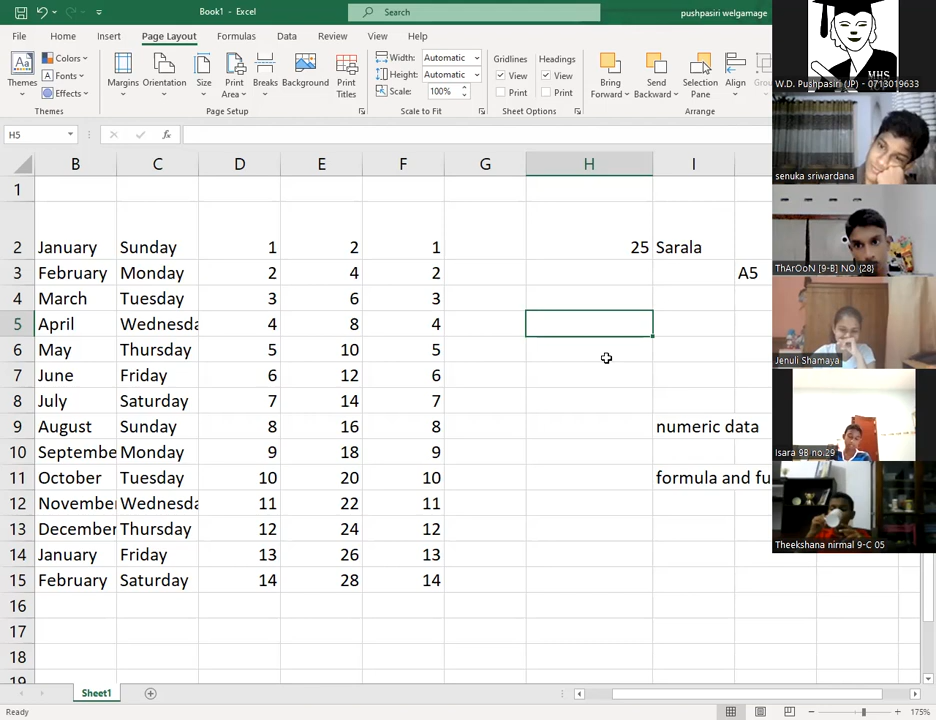 Book1 - Excel
Search
pushpasiri welgamage
File Home Insert Page Layout Formulas Data Review View Help
Themes
Colors
Fonts
Effects
Margins
Orientation
Size
Print Area
Breaks
Background
Print Titles
Width: Automatic
Height: Automatic
Scale: 100%
Gridlines
View
Print
Headings
View
Print
Bring Forward
Send Backward
Selection Pane
Align
Themes Page Setup Scale to Fit Sheet Options Arrange
H5
fx
B C D E F G H I
1
2 January Sunday 1 2 1 25 Sarala
3 February Monday 2 4 2 A5
4 March Tuesday 3 6 3
5 April Wednesda 4 8 4
6 May Thursday 5 10 5
7 June Friday 6 12 6
8 July Saturday 7 14 7
9 August Sunday 8 16 8 numeric data
10 Septembe Monday 9 18 9
11 October Tuesday 10 20 10 formula and fu
12 November Wednesda 11 22 11
13 December Thursday 12 24 12
14 January Friday 13 26 13
15 February Saturday 14 28 14
16
17
18
19
Sheet1
Ready
175%
MHS
W.D. Pushpasiri (JP) - 0713019633
senuka sriwardana
ThArOoN [9-B] NO (28)
Jenuli Shamaya
Isara 9B no.29
Theekshana nirmal 9-C 05